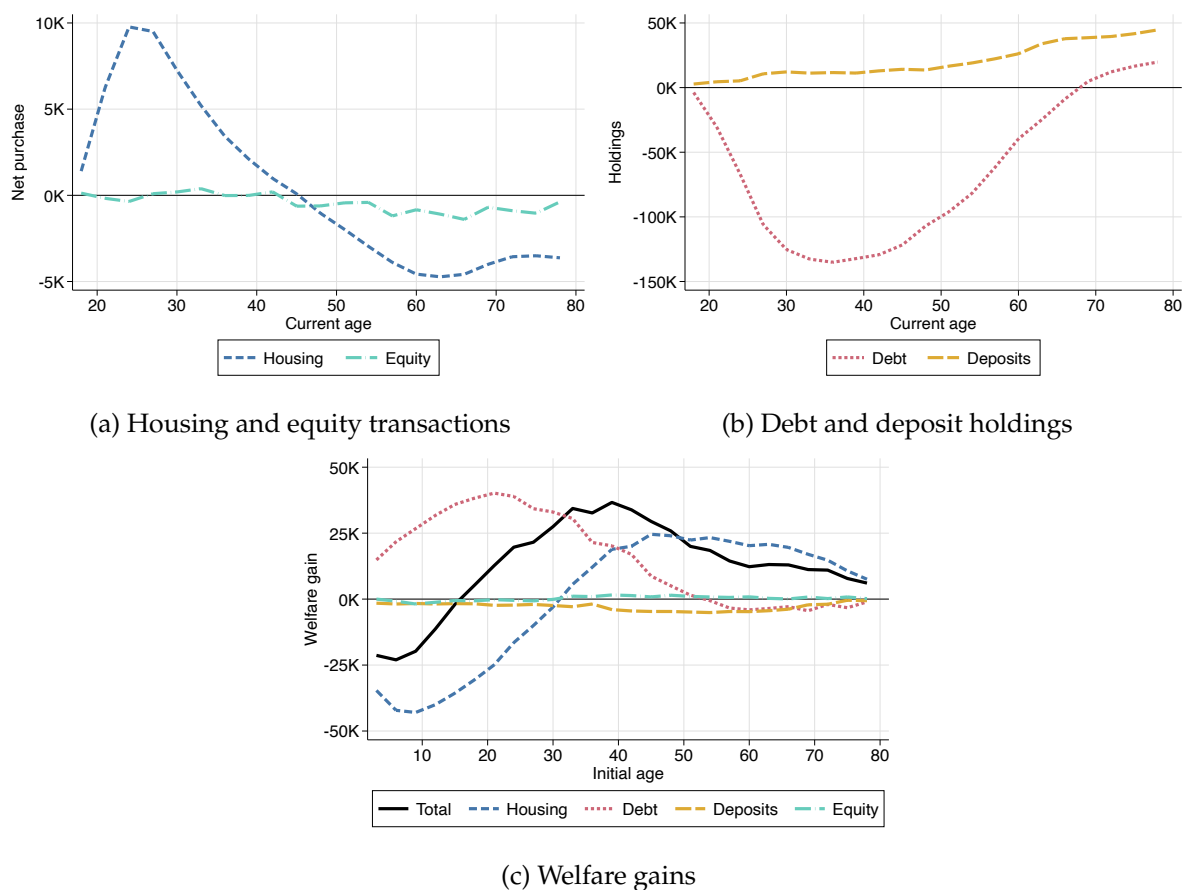 10K
5K
0K
-5K
Net purchase
20 30 40 50 60 70 80
Current age
Housing Equity
(a) Housing and equity transactions
50K
0K
-50K
-100K
-150K
Holdings
20 30 40 50 60 70 80
Current age
Debt Deposits
(b) Debt and deposit holdings
50K
25K
0K
-25K
-50K
Welfare gain
10 20 30 40 50 60 70 80
Initial age
Total Housing Debt Deposits Equity
(c) Welfare gains